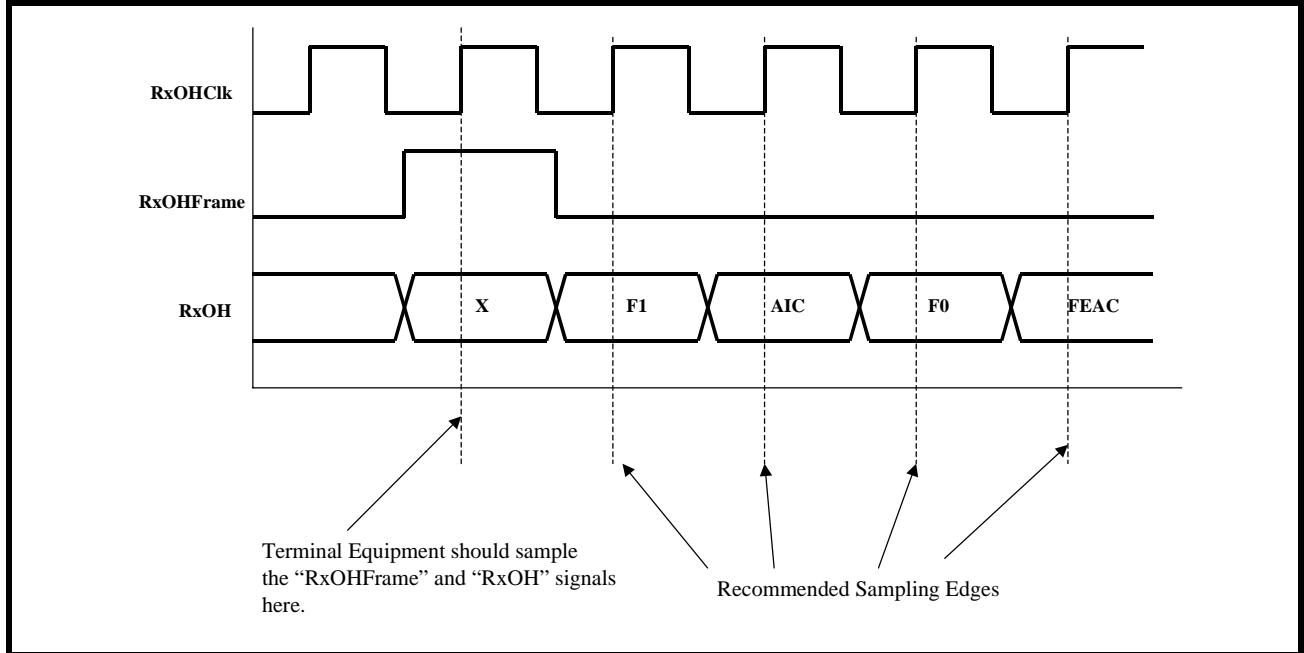 RxOHClk
RxOHFrame
RxOH
X
F1
AIC
F0
FEAC
Terminal Equipment should sample
the “RxOHFrame” and “RxOH” signals
here.
Recommended Sampling Edges